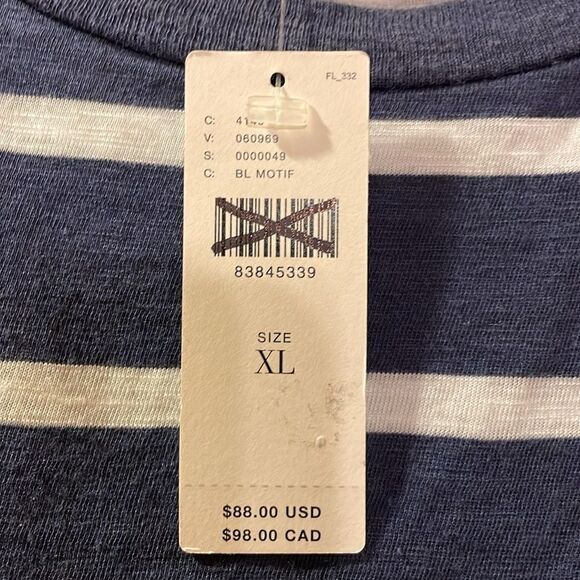 FL_332
C:
V: 060969
S: 0000049
C: BL MOTIF
83845339
SIZE
XL
$88.00 USD
$98.00 CAD